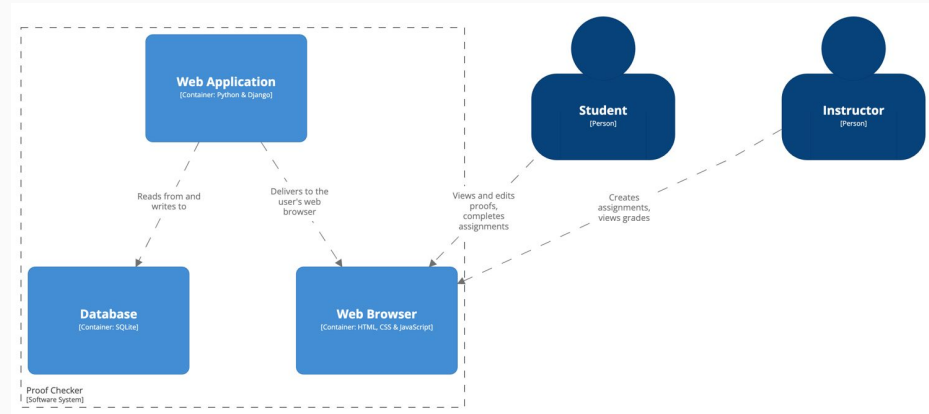 Web Application
[Container: Python & Django]
Student
[Person]
Instructor
[Person]
Reads from and
writes to
Delivers to the
user's web
browser
Views and edits
proofs,
completes
assignments
Creates
assignments,
views grades
Database
[Container: SQLite]
Web Browser
[Container: HTML, CSS & JavaScript]
Proof Checker
[Software System]